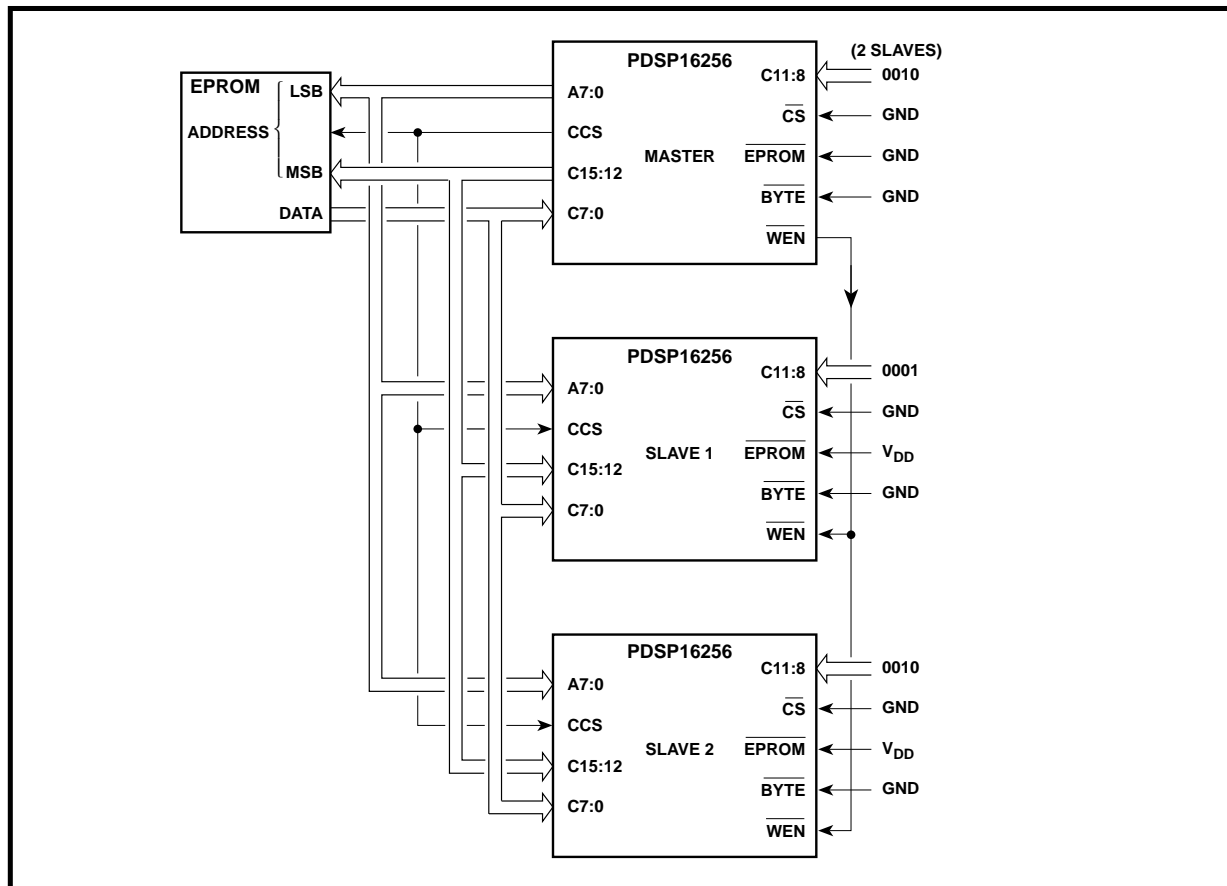 EPROM
LSB
ADDRESS
MSB
DATA
PDSP16256
A7:0
CCS
MASTER
C15:12
C7:0
(2 SLAVES)
C11:8 0010
CS GND
EPROM GND
BYTE GND
WEN
PDSP16256
A7:0
CCS
SLAVE 1
C15:12
C7:0
C11:8 0001
CS GND
EPROM VDD
BYTE GND
WEN
PDSP16256
A7:0
CCS
SLAVE 2
C15:12
C7:0
C11:8 0010
CS GND
EPROM VDD
BYTE GND
WEN